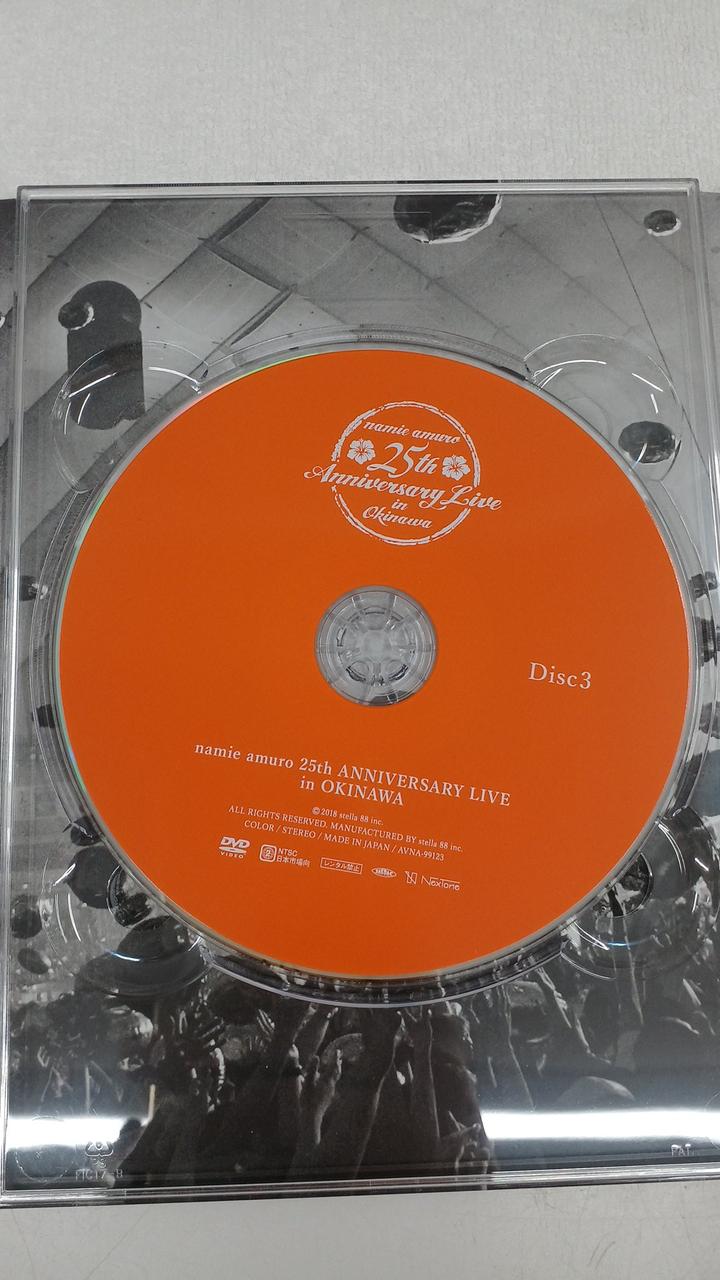 namie amuro
25th
Anniversary Live
in
Okinawa
Disc3
namie amuro 25th ANNIVERSARY LIVE
in OKINAWA
©2018 stella 88 inc.
ALL RIGHTS RESERVED. MANUFACTURED BY stella 88 inc.
COLOR / STEREO / MADE IN JAPAN / AVNA-99123
DVD
VIDEO
2 NTSC
日本市場向
レンタル禁止
NexTone
PAT.